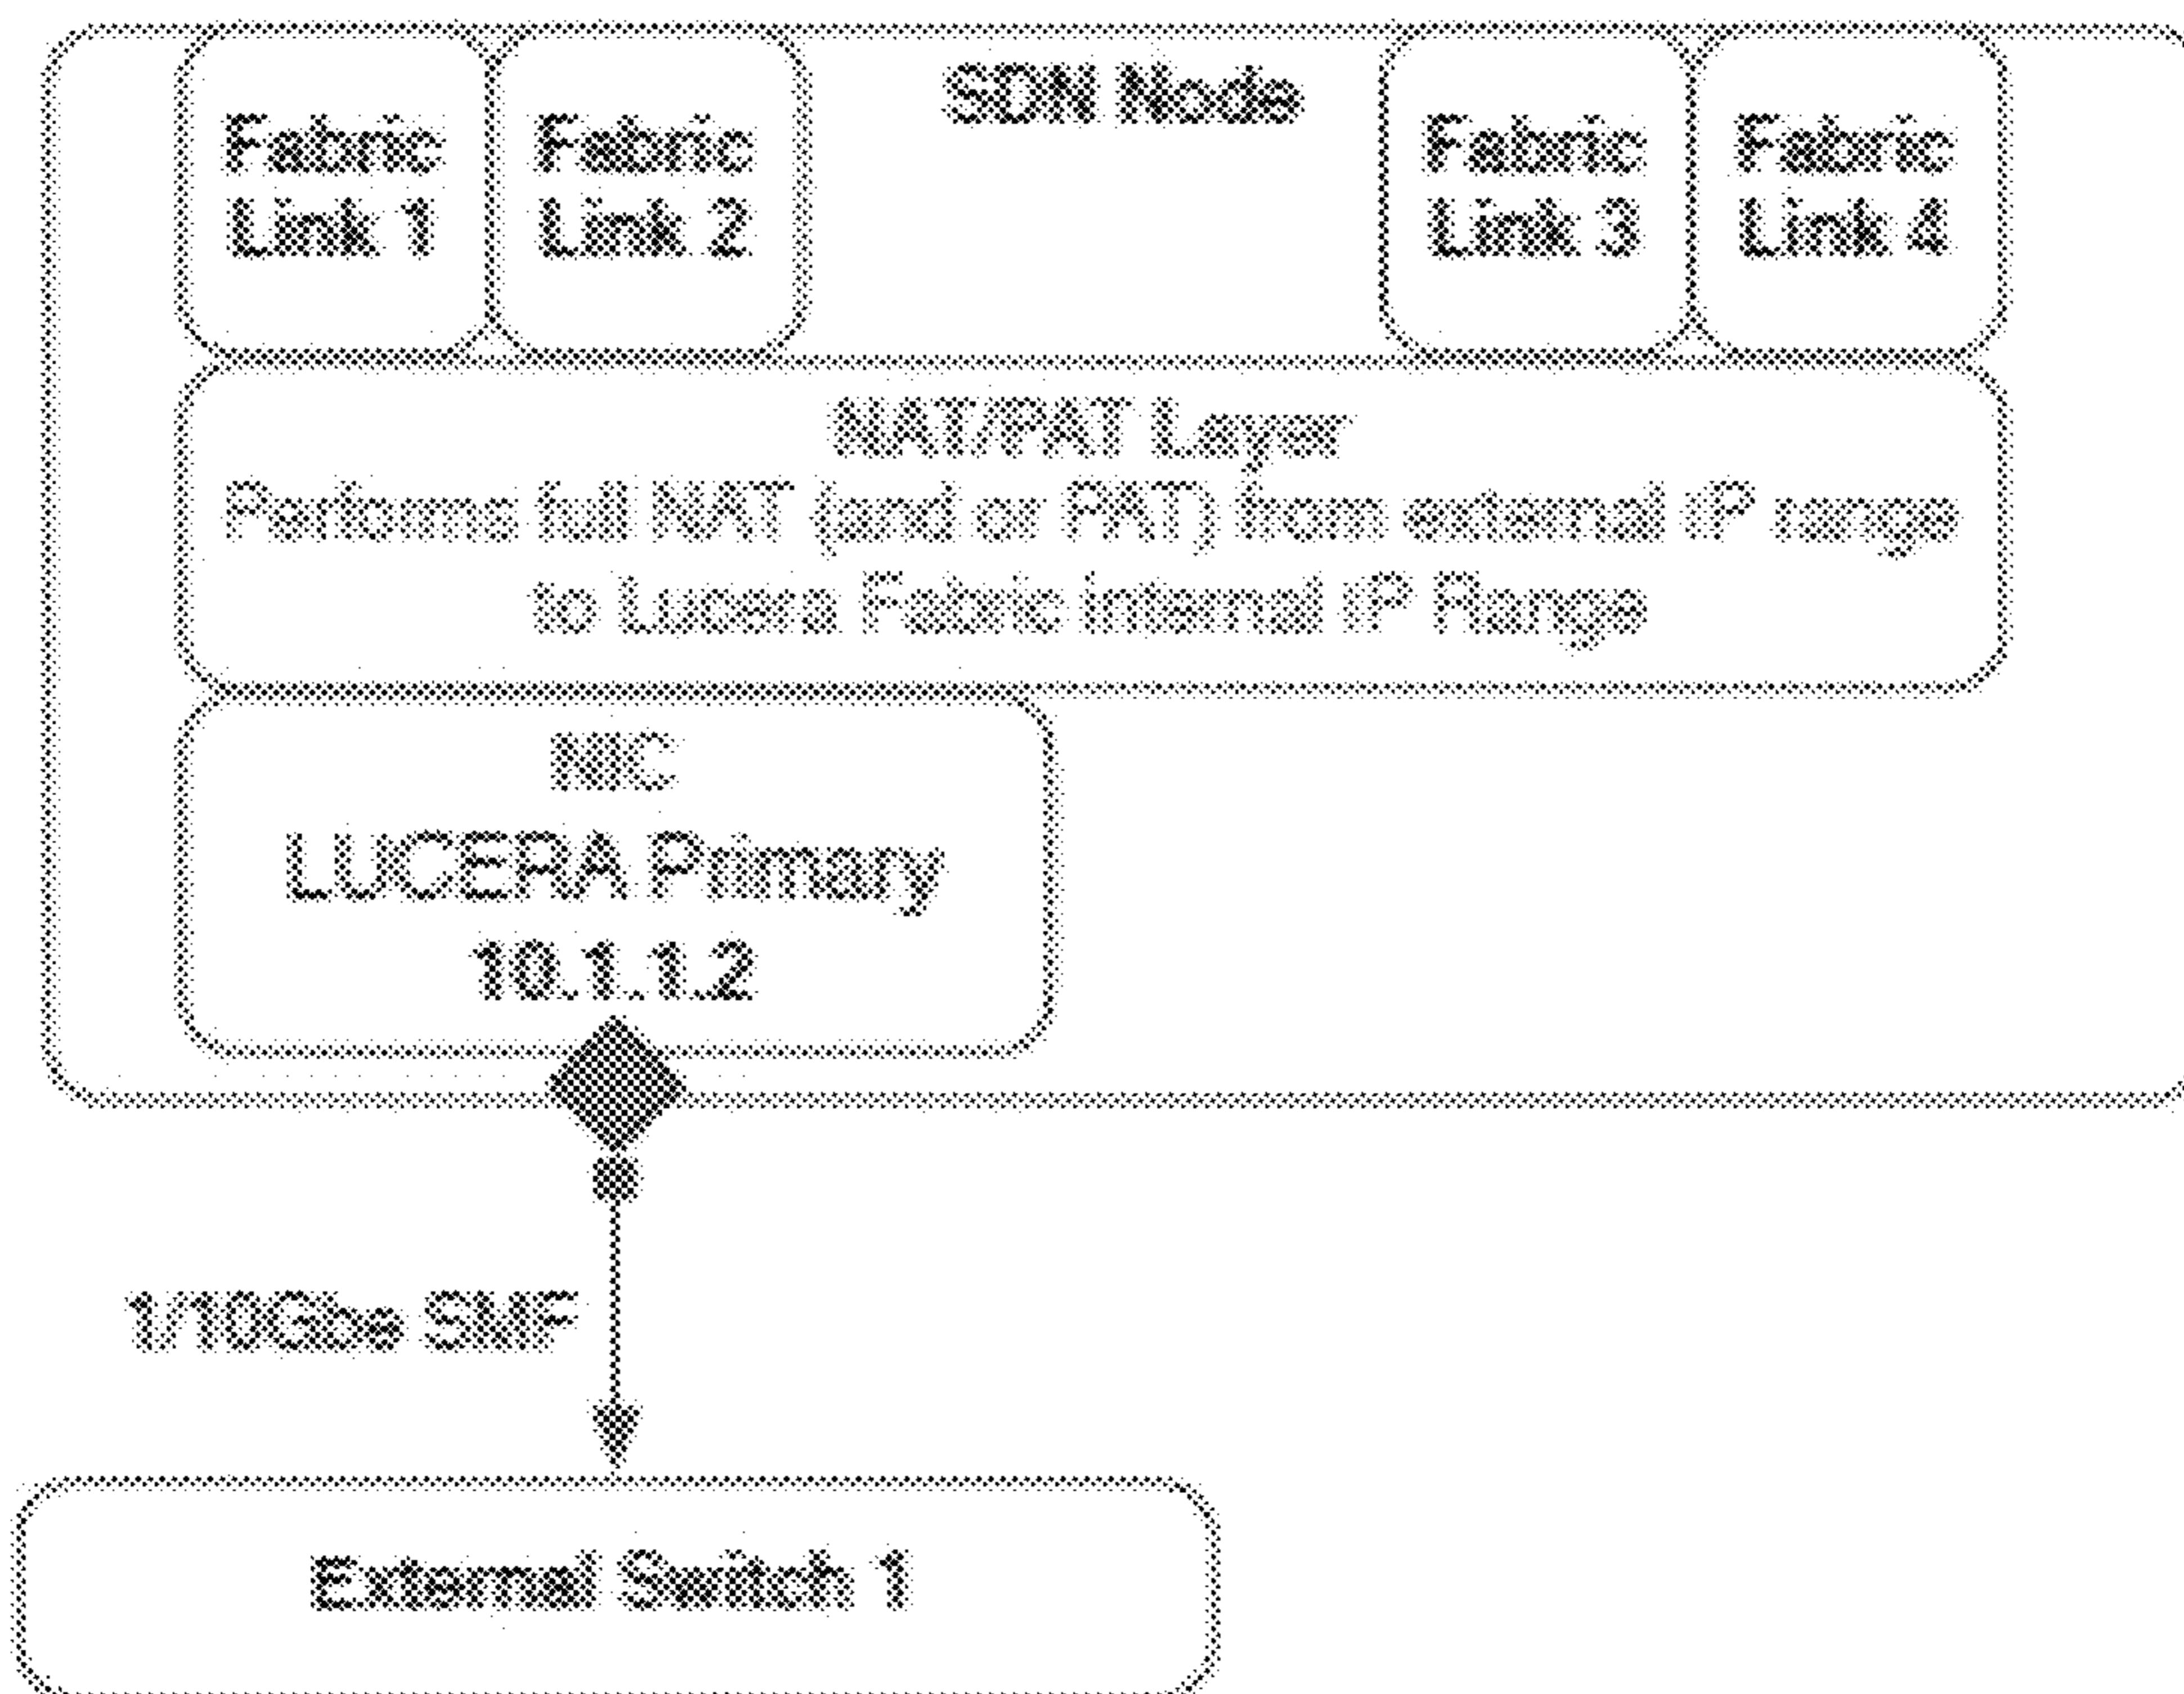 SDN Node
Fabric
Link 1
Fabric
Link 2
Fabric
Link 3
Fabric
Link 4
NAT/PAT Layer
Performs full NAT (and or PAT) from external IP range
to Lucera Fabric internal IP Range
NIC
LUCERA Primary
10.1.1.2
1/10Gbe SMF
External Switch 1